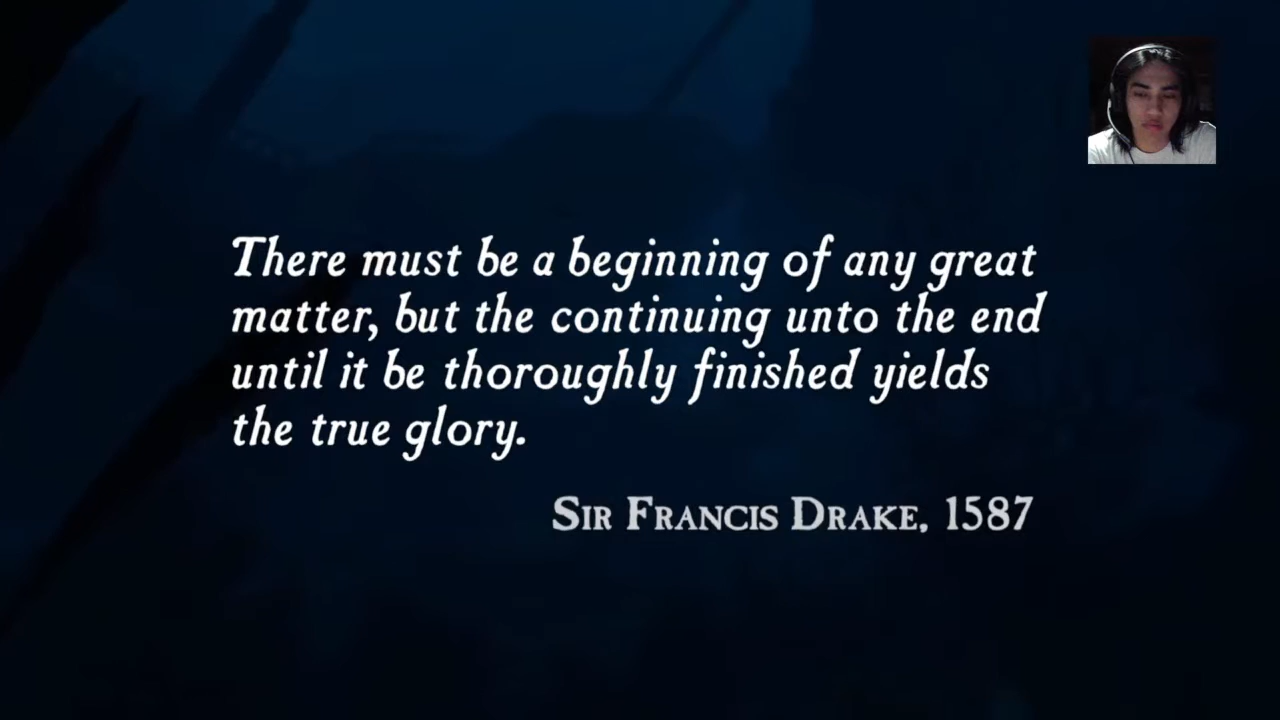 There must be a beginning of any great
matter, but the continuing unto the end
until it be thoroughly finished yields
the true glory.
Sir Francis Drake, 1587